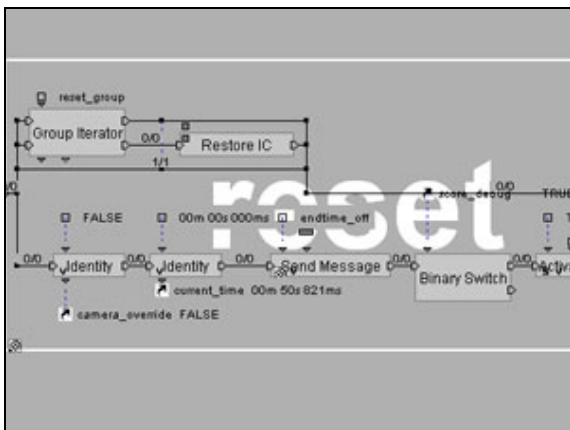 reset_group
Group Iterator
0/0
Restore IC
1/1
reset
0/0
score_debug
0/0
TRUE
FALSE
00m 00s 000ms
endtime_off
0/0
Identity
0/0
Identity
0/0
Send Message
0/0
Binary Switch
0/0
current_time 00m 50s 821ms
camera_override FALSE